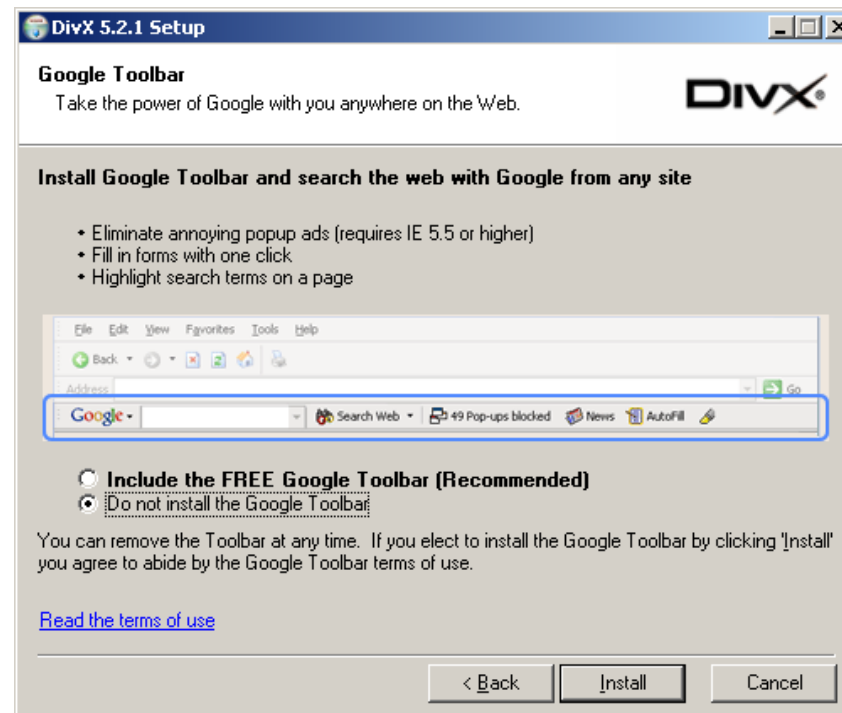 DivX 5.2.1 Setup
Google Toolbar
Take the power of Google with you anywhere on the Web.
DIVX
Install Google Toolbar and search the web with Google from any site
• Eliminate annoying popup ads (requires IE 5.5 or higher)
• Fill in forms with one click
• Highlight search terms on a page
File Edit View Favorites Tools Help
Back
Address Go
Google Search Web 49 Pop-ups blocked News AutoFill
Include the FREE Google Toolbar (Recommended)
Do not install the Google Toolbar
You can remove the Toolbar at any time. If you elect to install the Google Toolbar by clicking 'Install'
you agree to abide by the Google Toolbar terms of use.
Read the terms of use
< Back Install Cancel